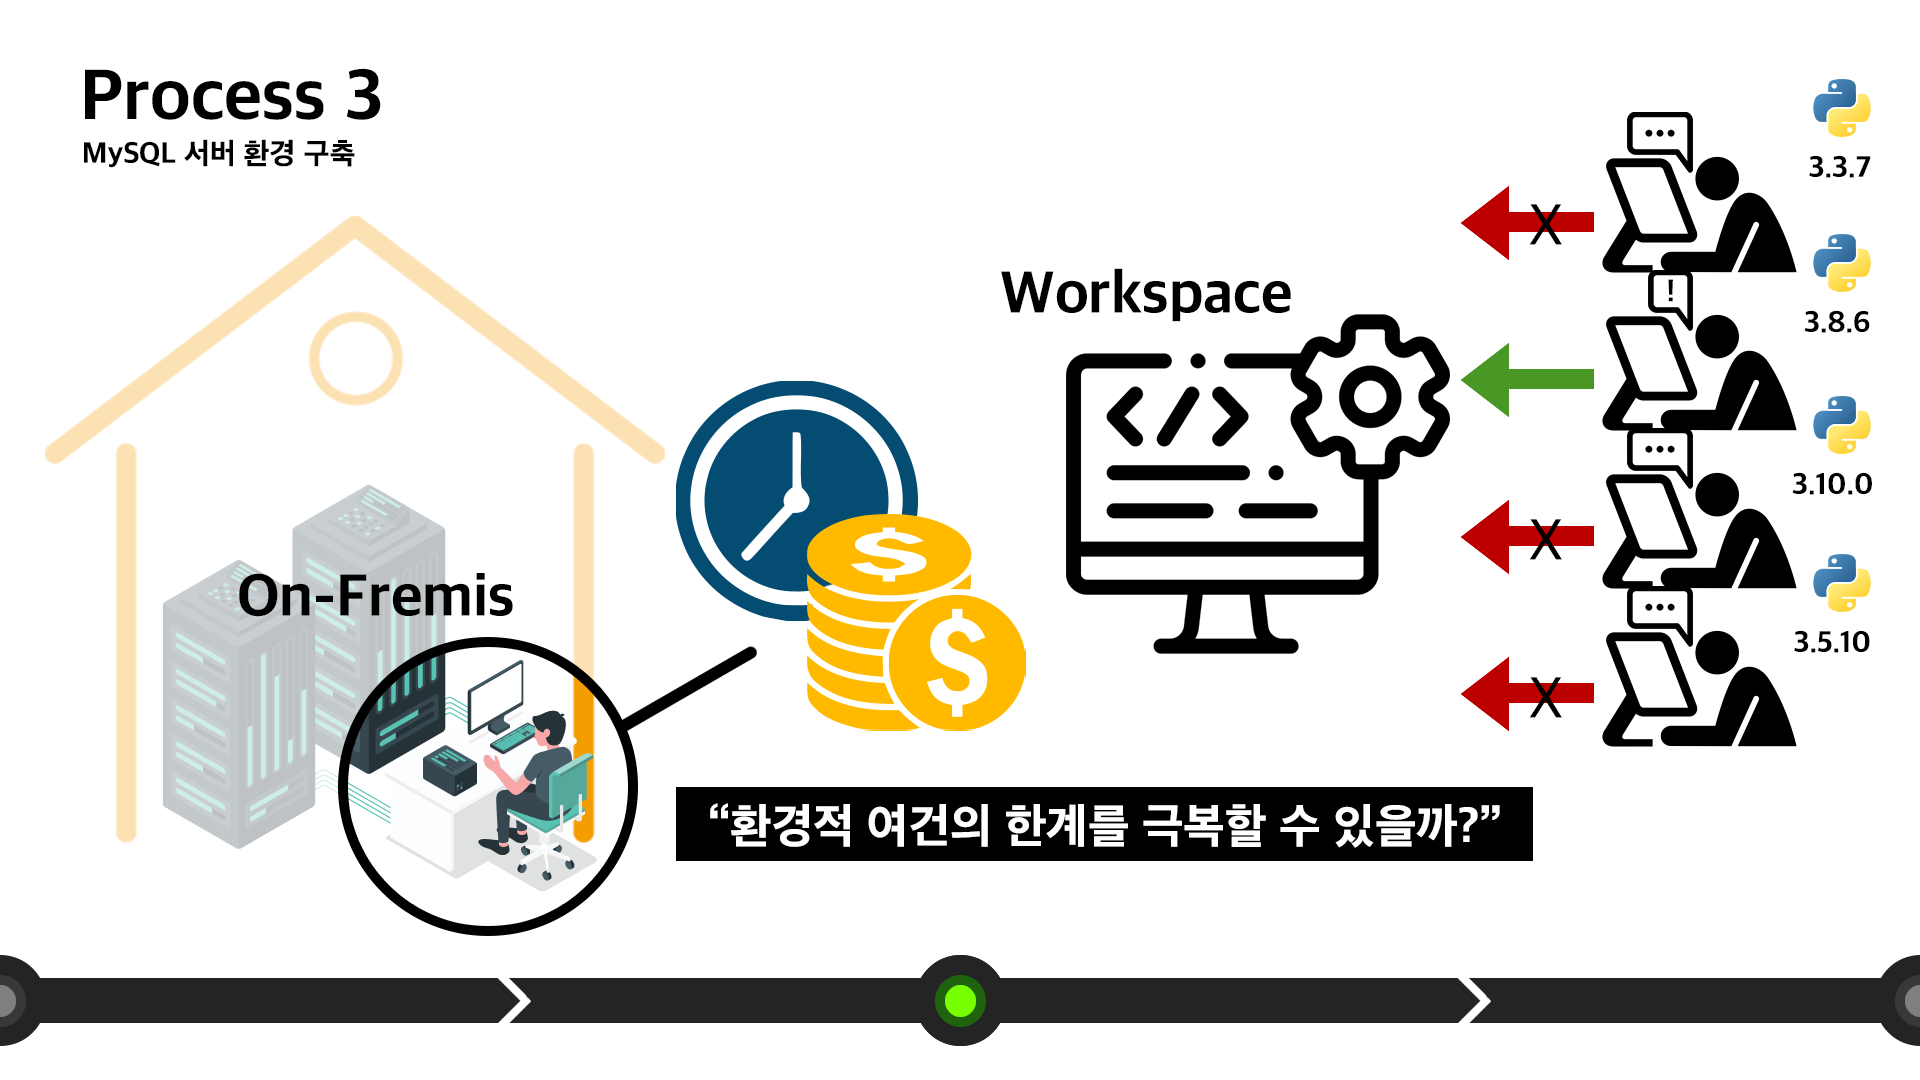 Process 3
MySQL 서버 환경 구축
On-Fremis
Workspace
3.3.7
3.8.6
3.10.0
3.5.10
X
X
X
!
$
$
</>
“환경적 여건의 한계를 극복할 수 있을까?”